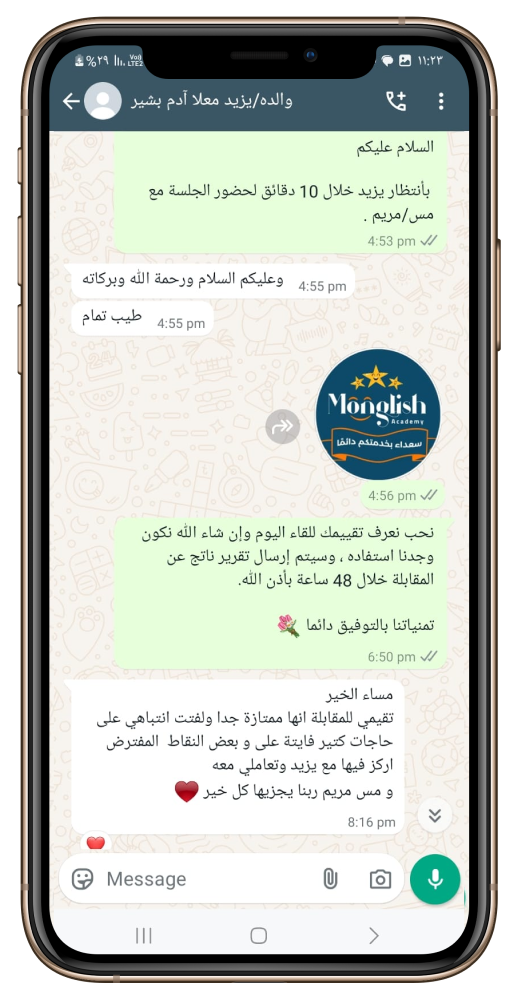 ١١:٢٣
Vo)) LTE2
٢٩%
والده/يزيد معلا آدم بشير
السلام عليكم
بأنتظار يزيد خلال 10 دقائق لحضور الجلسة مع
مس/مريم .
4:53 pm
وعليكم السلام ورحمة الله وبركاته
4:55 pm
طيب تمام
4:55 pm
Monglish
Academy
سعداء بخدمتكم دائمًا
4:56 pm
نحب نعرف تقييمك للقاء اليوم وإن شاء الله نكون
وجدنا استفاده ، وسيتم إرسال تقرير ناتج عن
المقابلة خلال 48 ساعة بأذن الله.
تمنياتنا بالتوفيق دائما 💐
6:50 pm
مساء الخير
تقيمي للمقابلة انها ممتازة جدا ولفتت انتباهي على
حاجات كتير فايتة على و بعض النقاط المفترض
اركز فيها مع يزيد وتعاملي معه
و مس مريم ربنا يجزيها كل خير ❤️
8:16 pm
Message